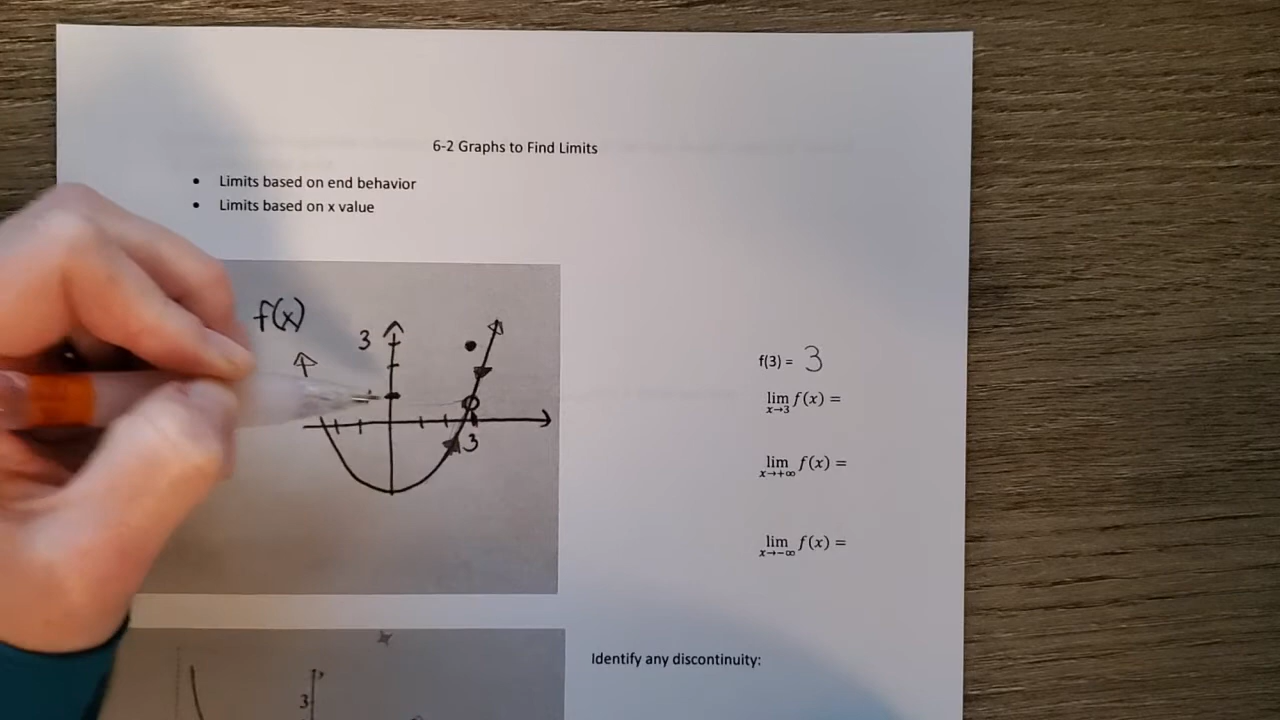 6-2 Graphs to Find Limits
• Limits based on end behavior
• Limits based on x value
f(x)
3
3
f(3) = 3
lim x→3 f(x) =
lim x→+∞ f(x) =
lim x→-∞ f(x) =
Identify any discontinuity:
3